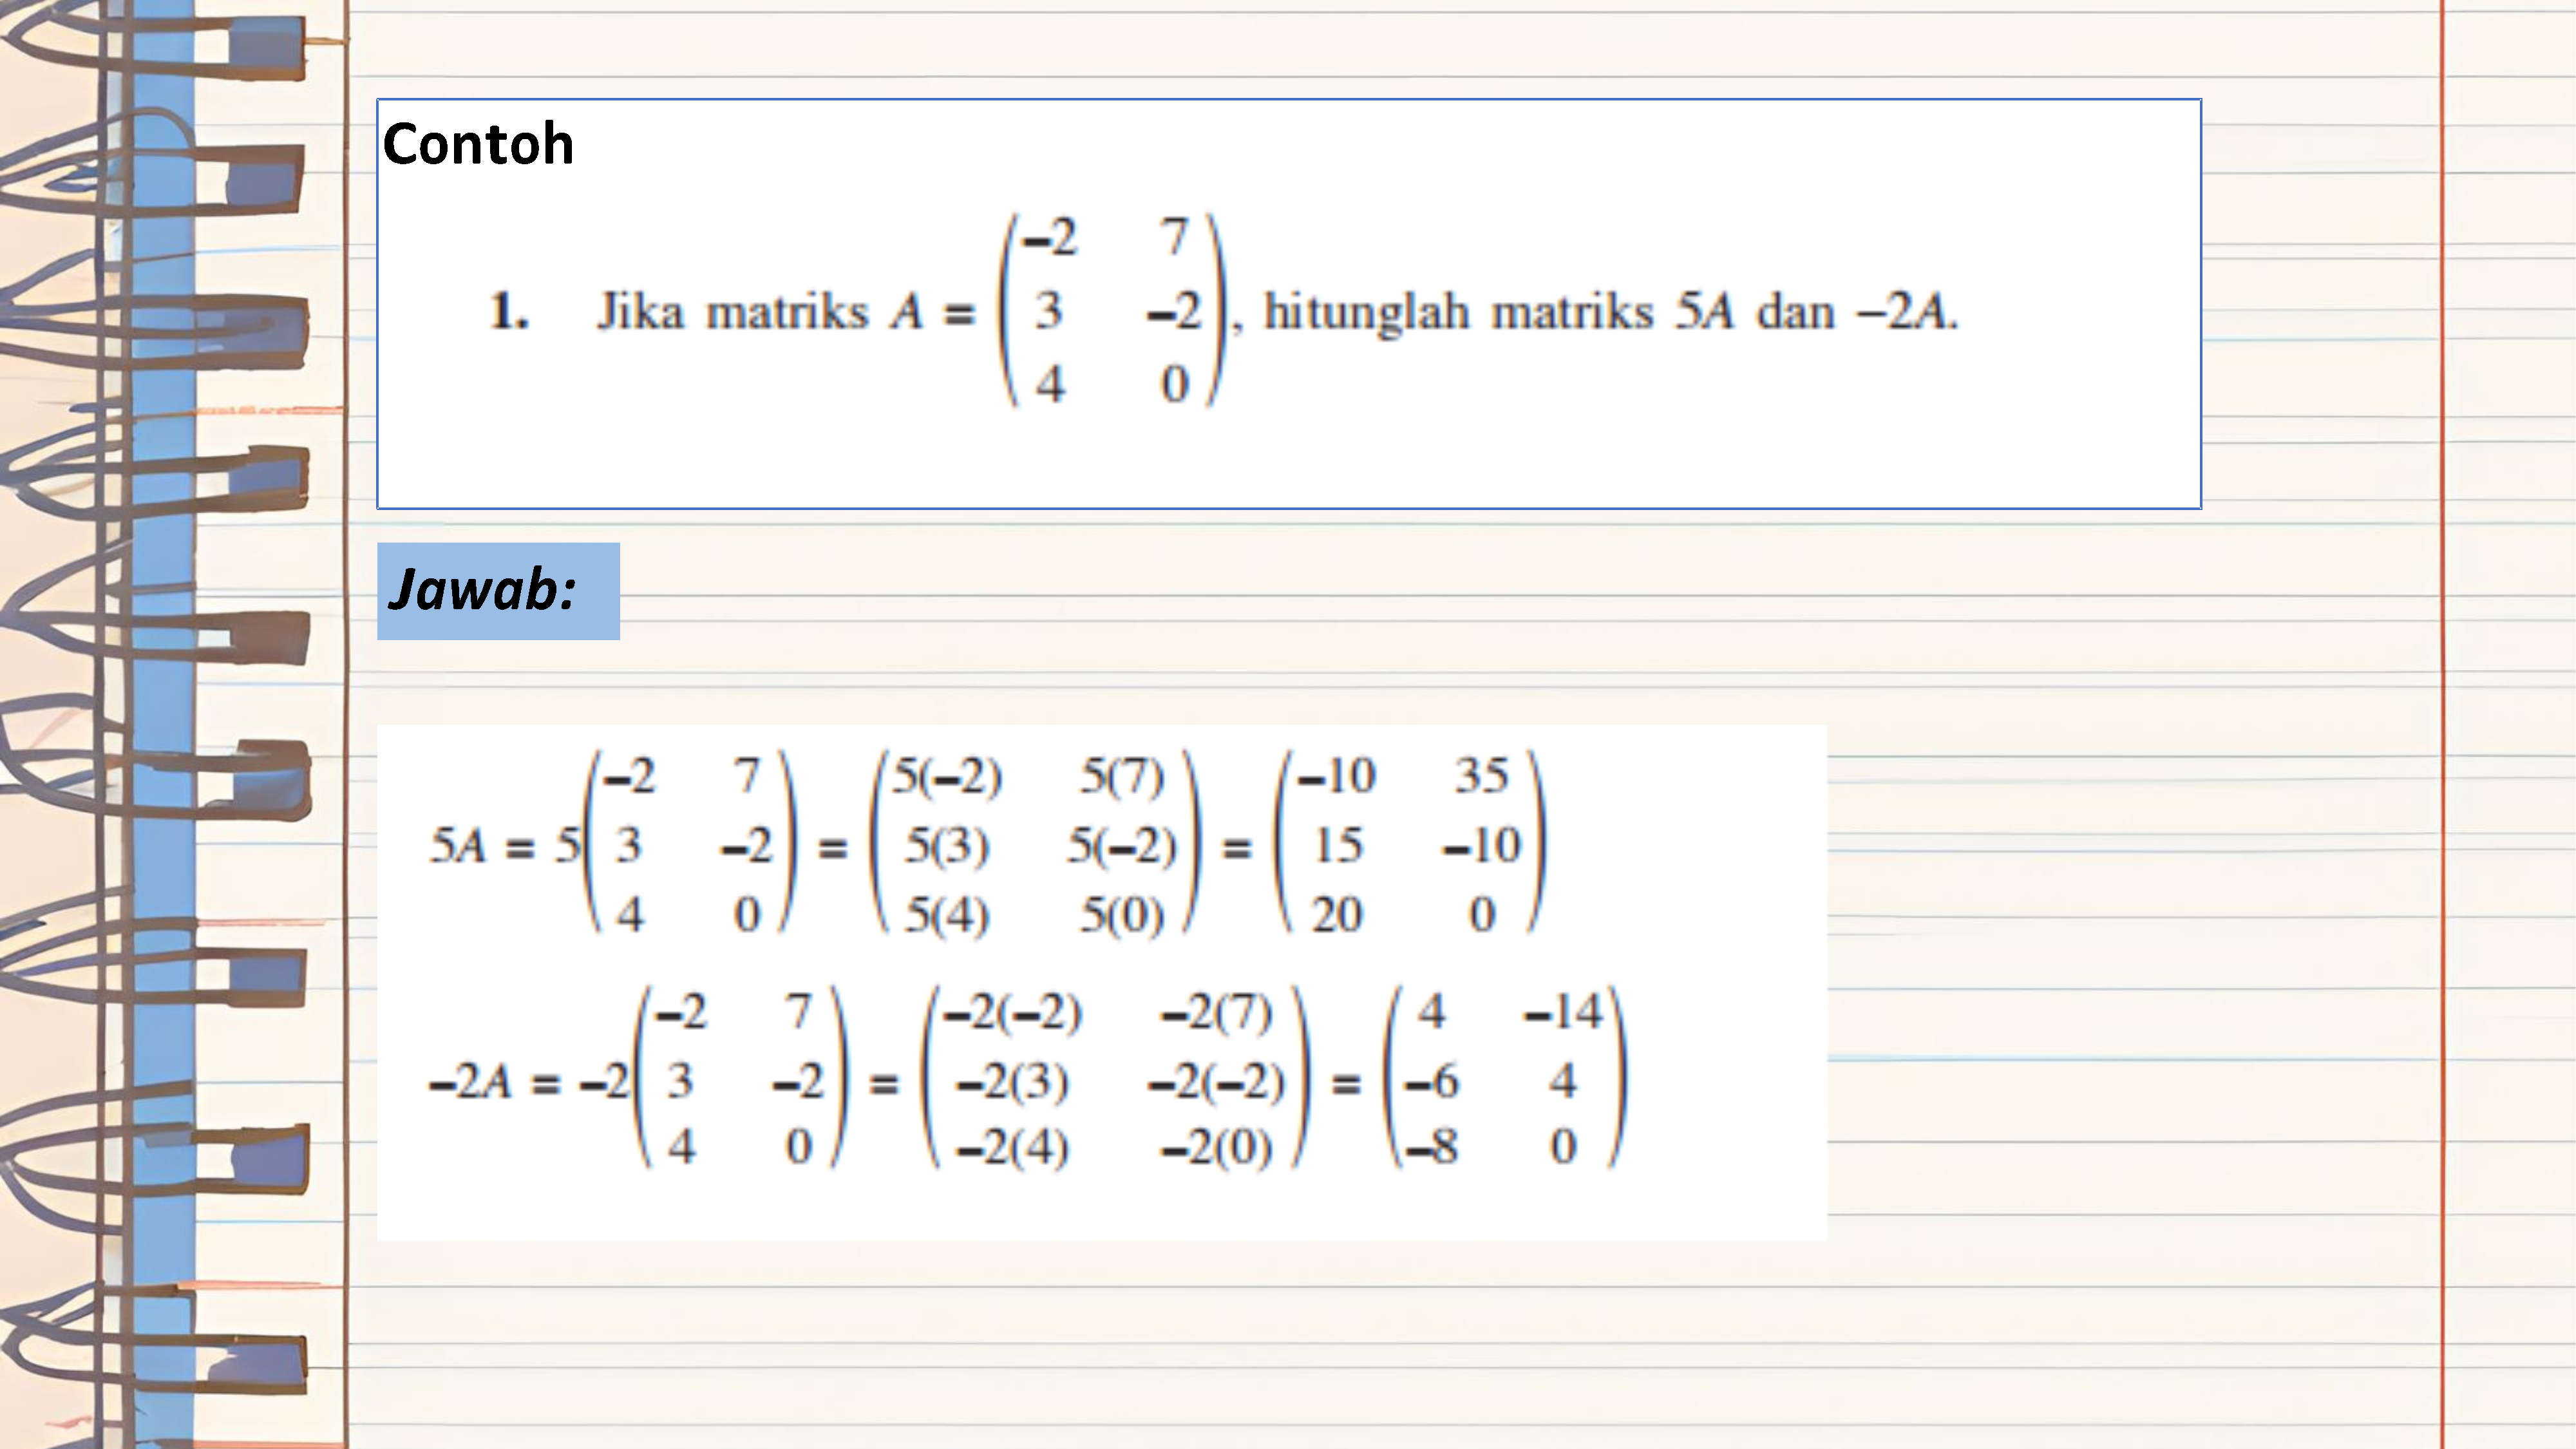 Contoh
1. Jika matriks A = \begin{pmatrix} –2 & 7 \\ 3 & –2 \\ 4 & 0 \end{pmatrix}, hitunglah matriks 5A dan –2A.
Jawab:
5A = 5\begin{pmatrix} –2 & 7 \\ 3 & –2 \\ 4 & 0 \end{pmatrix} = \begin{pmatrix} 5(–2) & 5(7) \\ 5(3) & 5(–2) \\ 5(4) & 5(0) \end{pmatrix} = \begin{pmatrix} –10 & 35 \\ 15 & –10 \\ 20 & 0 \end{pmatrix}
–2A = –2\begin{pmatrix} –2 & 7 \\ 3 & –2 \\ 4 & 0 \end{pmatrix} = \begin{pmatrix} –2(–2) & –2(7) \\ –2(3) & –2(–2) \\ –2(4) & –2(0) \end{pmatrix} = \begin{pmatrix} 4 & –14 \\ –6 & 4 \\ –8 & 0 \end{pmatrix}